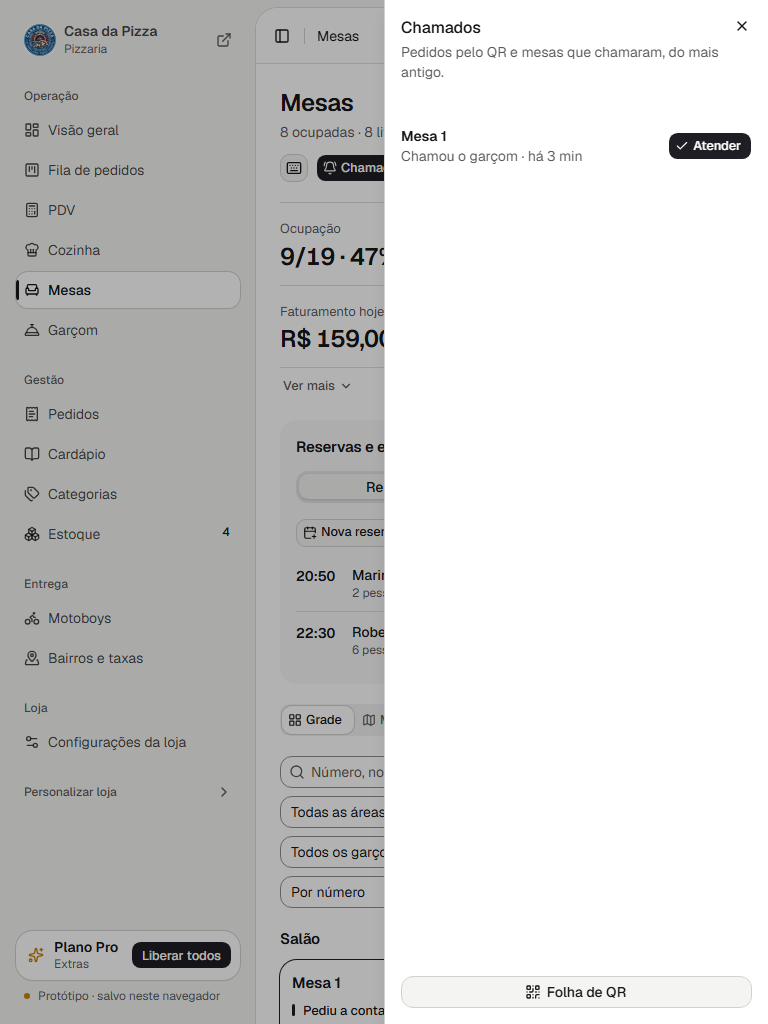 Casa da Pizza
Pizzaria
Operação
Visão geral
Fila de pedidos
PDV
Cozinha
Mesas
Garçom
Gestão
Pedidos
Cardápio
Categorias
Estoque 4
Entrega
Motoboys
Bairros e taxas
Loja
Configurações da loja
Personalizar loja
Plano Pro
Extras
Liberar todos
Protótipo · salvo neste navegador
Mesas
Mesas
8 ocupadas · 8 li
Chama
Ocupação
9/19 · 47%
Faturamento hoje
R$ 159,00
Ver mais
Reservas e e
Re
Nova reser
20:50 Marin
2 pess
22:30 Robe
6 pess
Grade
Número, no
Todas as áreas
Todos os garço
Por número
Salão
Mesa 1
Pediu a conta
Chamados
Pedidos pelo QR e mesas que chamaram, do mais
antigo.
Mesa 1
Chamou o garçom · há 3 min
Atender
Folha de QR